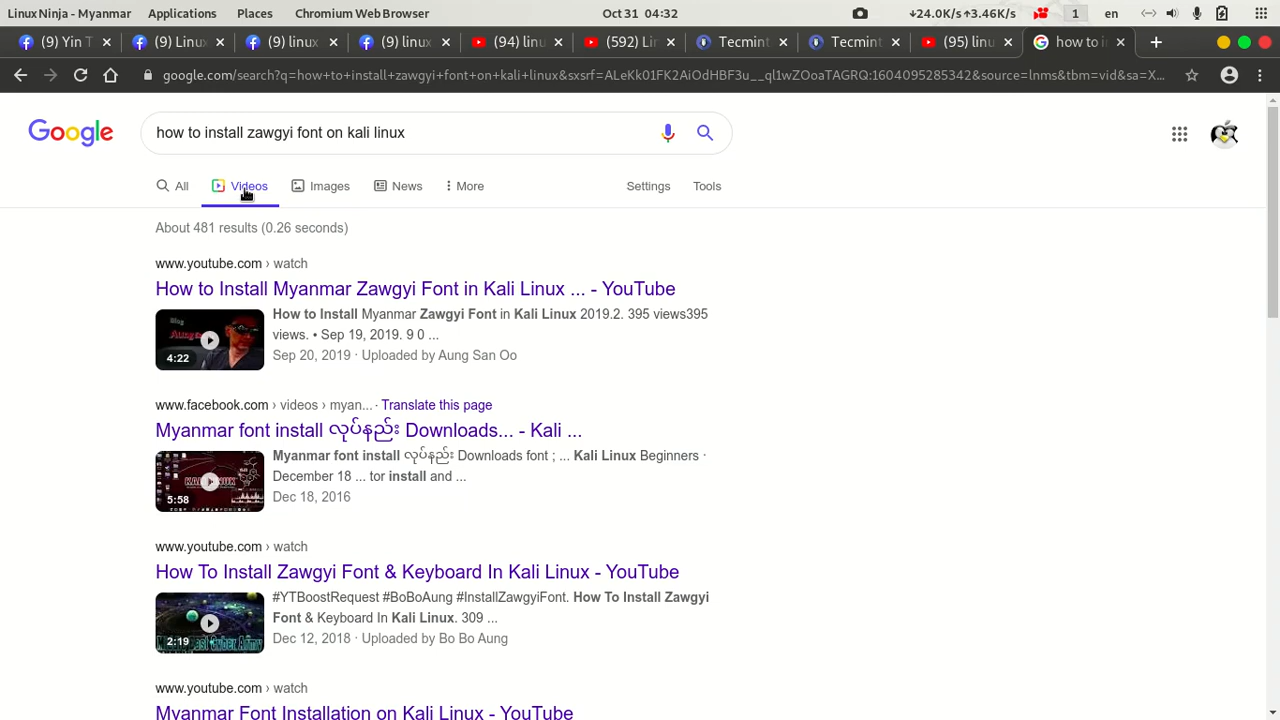 Linux Ninja - Myanmar Applications Places Chromium Web Browser Oct 31 04:32 ↓24.0K/s↑3.46K/s 1 en
(9) Yin T (9) Linu (9) linux (9) linux (94) linu (592) Lin Tecmint Tecmint (95) linu how to i
google.com/search?q=how+to+install+zawgyi+font+on+kali+linux&sxsrf=ALeKk01FK2AiOdHBF3u__ql1wZOoaTAGRQ:1604095285342&source=lnms&tbm=vid&sa=X...
Google how to install zawgyi font on kali linux
All Videos Images News More Settings Tools
About 481 results (0.26 seconds)
www.youtube.com › watch
How to Install Myanmar Zawgyi Font in Kali Linux ... - YouTube
How to Install Myanmar Zawgyi Font in Kali Linux 2019.2. 395 views395
views. • Sep 19, 2019. 9 0 ...
4:22
Sep 20, 2019 · Uploaded by Aung San Oo
www.facebook.com › videos › myan... · Translate this page
Myanmar font install လုပ်နည်း Downloads... - Kali ...
Myanmar font install လုပ်နည်း Downloads font ; ... Kali Linux Beginners ·
December 18 ... tor install and ...
5:58
Dec 18, 2016
www.youtube.com › watch
How To Install Zawgyi Font & Keyboard In Kali Linux - YouTube
#YTBoostRequest #BoBoAung #InstallZawgyiFont. How To Install Zawgyi
Font & Keyboard In Kali Linux. 309 ...
2:19
Dec 12, 2018 · Uploaded by Bo Bo Aung
www.youtube.com › watch
Myanmar Font Installation on Kali Linux - YouTube